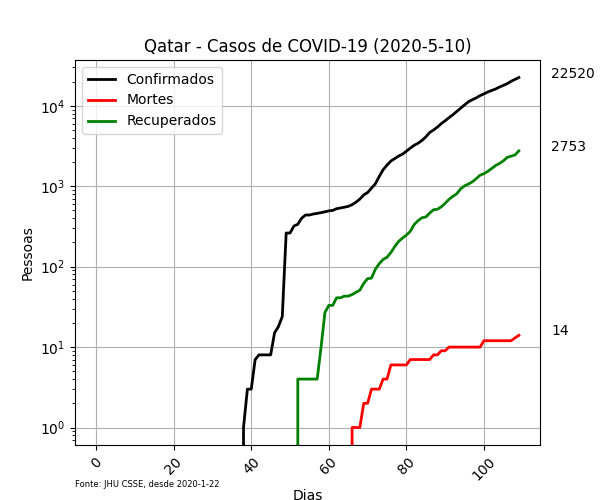 Qatar - Casos de COVID-19 (2020-5-10)
Confirmados
Mortes
Recuperados
22520
2753
14
10⁴
10³
10²
10¹
10⁰
Pessoas
0 20 40 60 80 100
Fonte: JHU CSSE, desde 2020-1-22
Dias